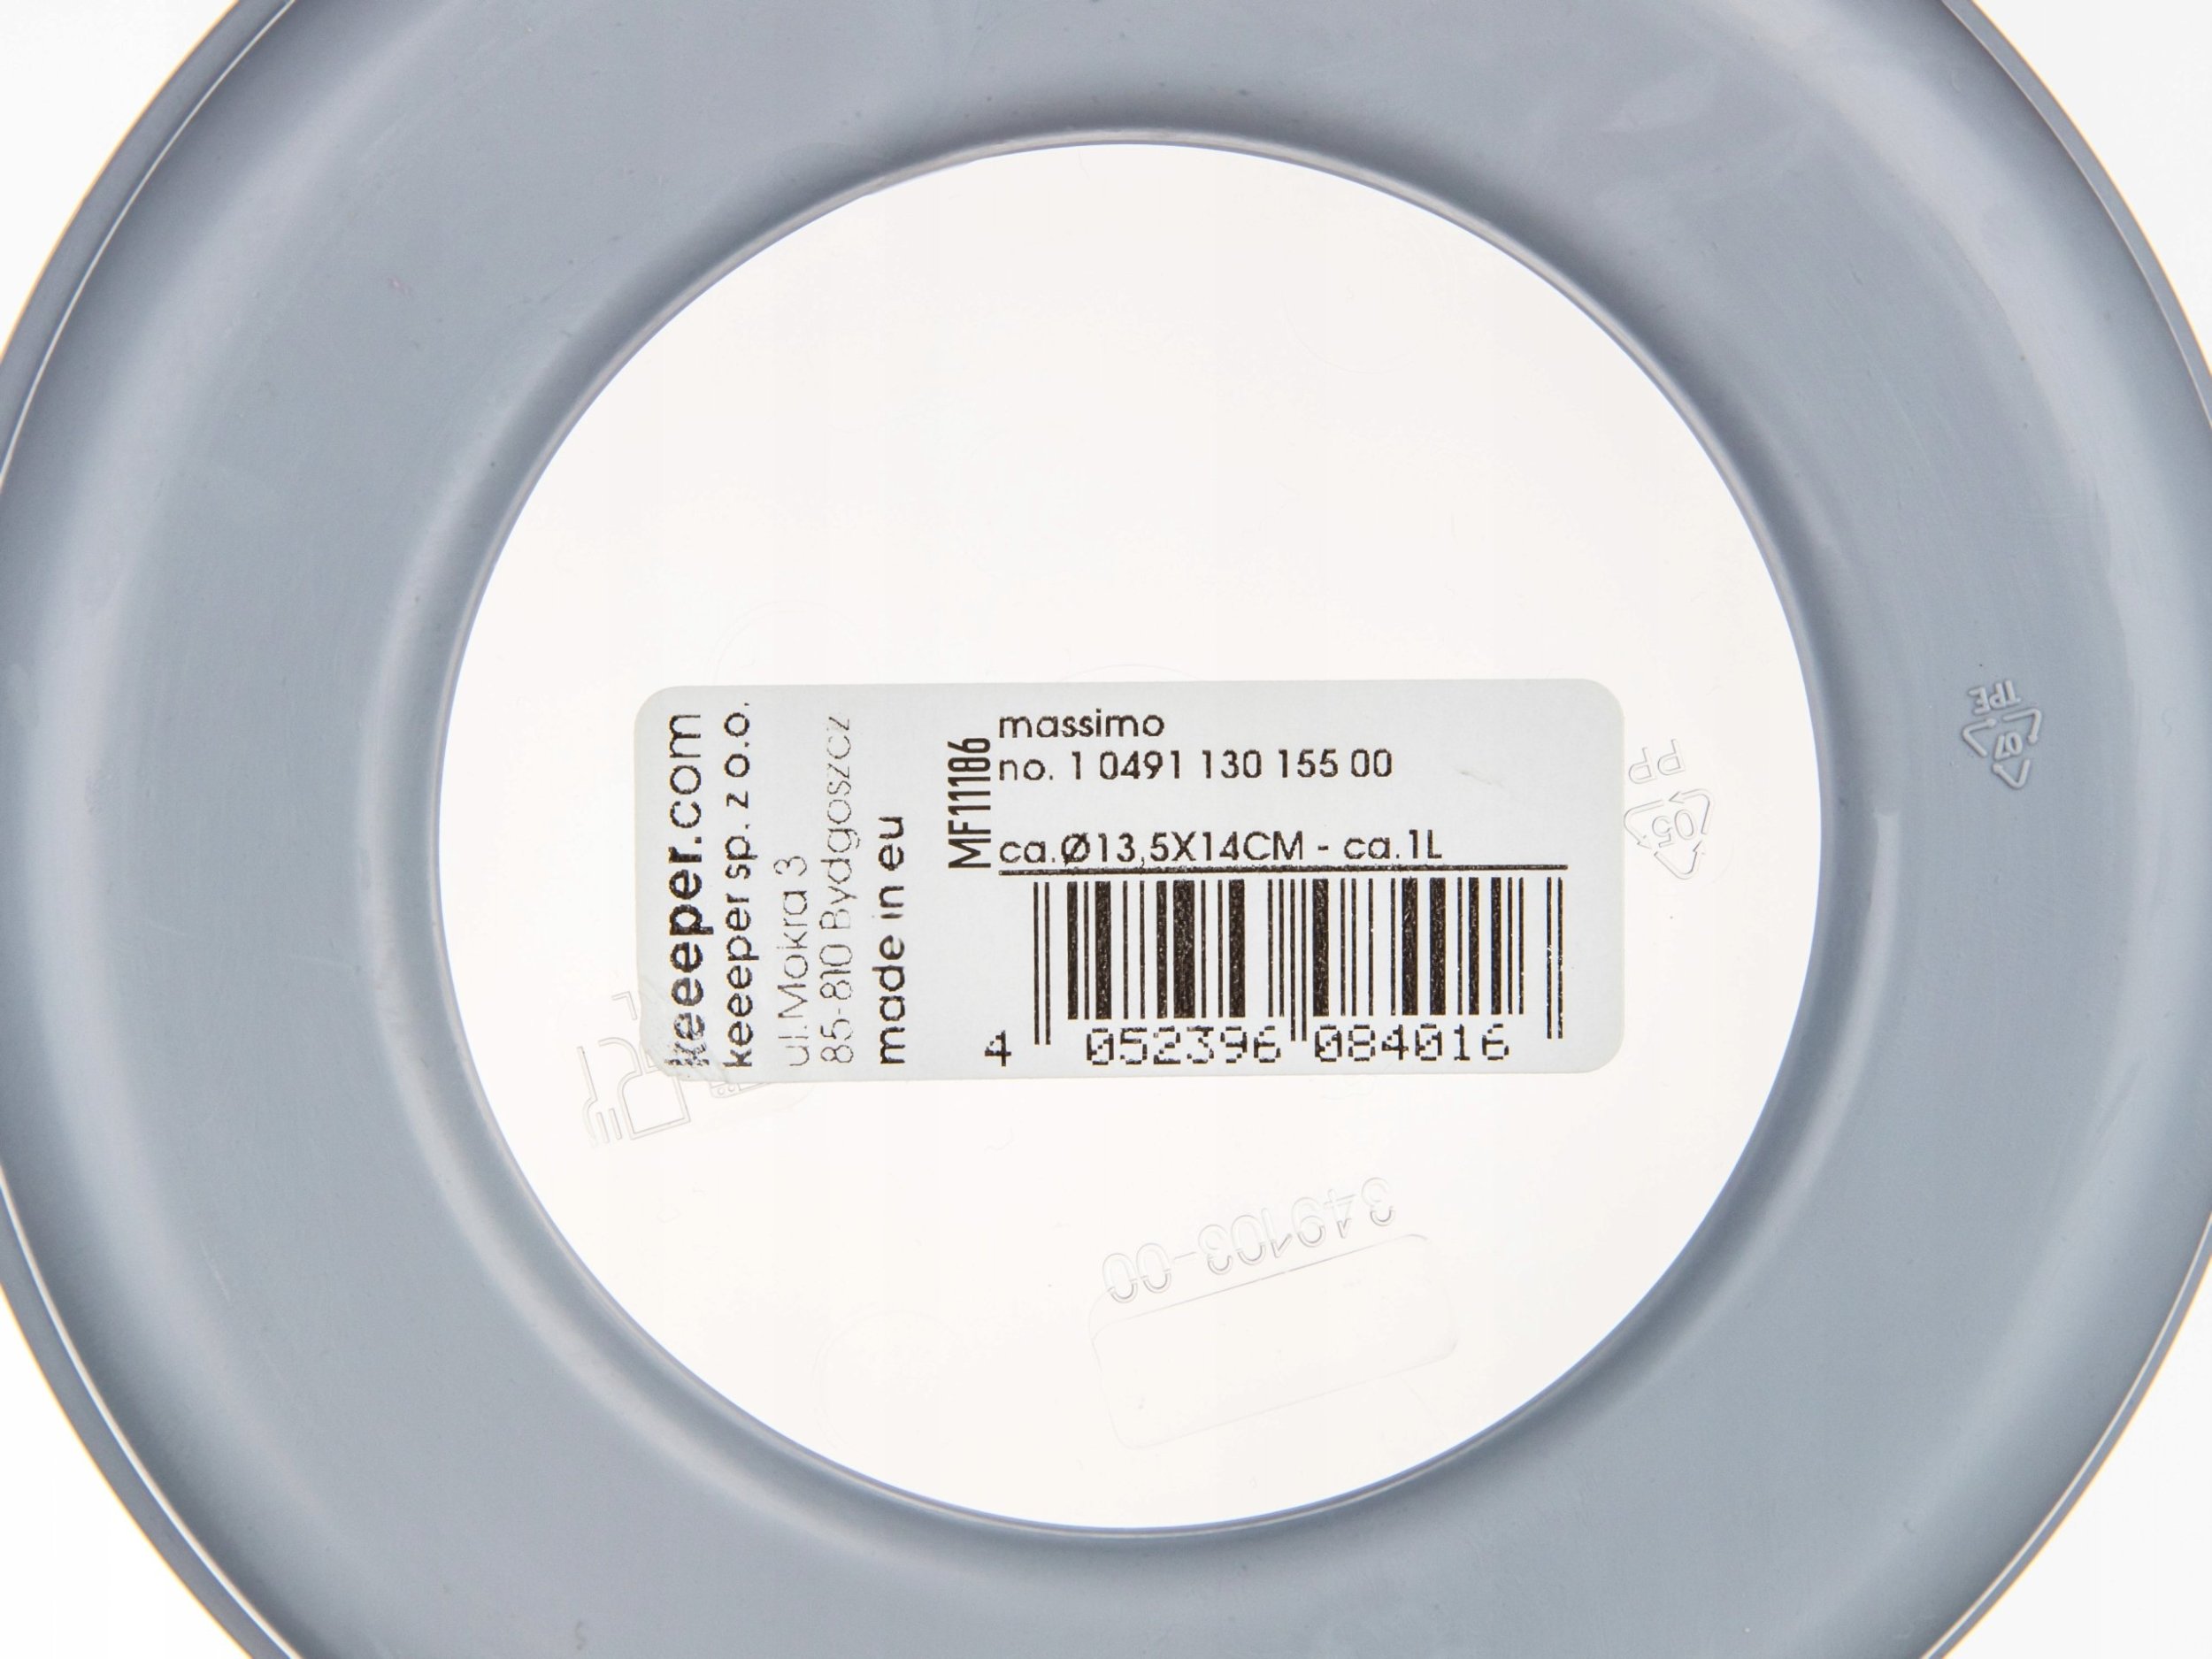 keeeper.com
keeeper sp. z o.o.
ul.Mokra 3
85-810 Bydgoszcz
made in eu
MF11186
massimo
no. 1 0491 130 155 00
ca.Ø13,5X14CM - ca.1L
4 052396 084016
PP
05
TPE
07
349103-00